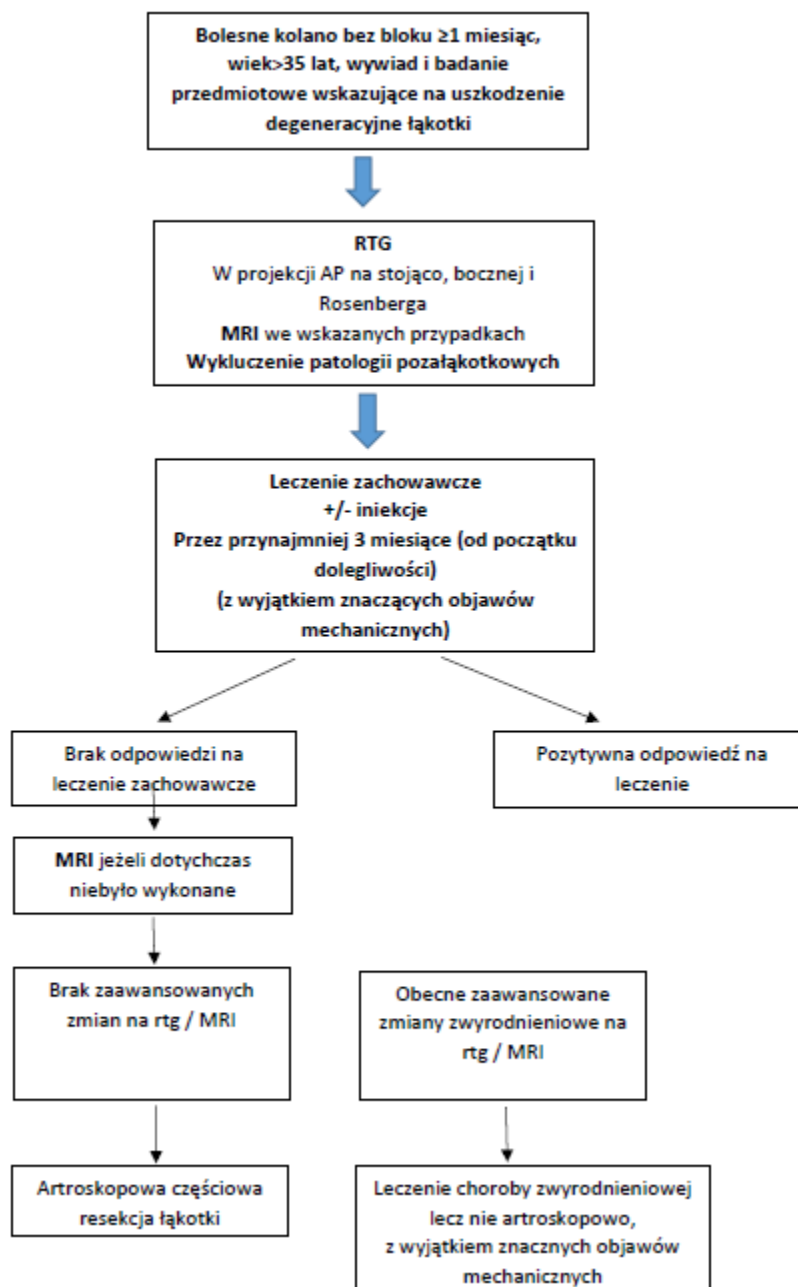 Bolesne kolano bez bloku ≥1 miesiąc,
wiek>35 lat, wywiad i badanie
przedmiotowe wskazujące na uszkodzenie
degeneracyjne łąkotki
RTG
W projekcji AP na stojąco, bocznej i
Rosenberga
MRI we wskazanych przypadkach
Wykluczenie patologii pozałąkotkowych
Leczenie zachowawcze
+/- iniekcje
Przez przynajmniej 3 miesiące (od początku
dolegliwości)
(z wyjątkiem znaczących objawów
mechanicznych)
Brak odpowiedzi na
leczenie zachowawcze
Pozytywna odpowiedź na
leczenie
MRI jeżeli dotychczas
niebyło wykonane
Brak zaawansowanych
zmian na rtg / MRI
Obecne zaawansowane
zmiany zwyrodnieniowe na
rtg / MRI
Artroskopowa częściowa
resekcja łąkotki
Leczenie choroby zwyrodnieniowej
lecz nie artroskopowo,
z wyjątkiem znacznych objawów
mechanicznych